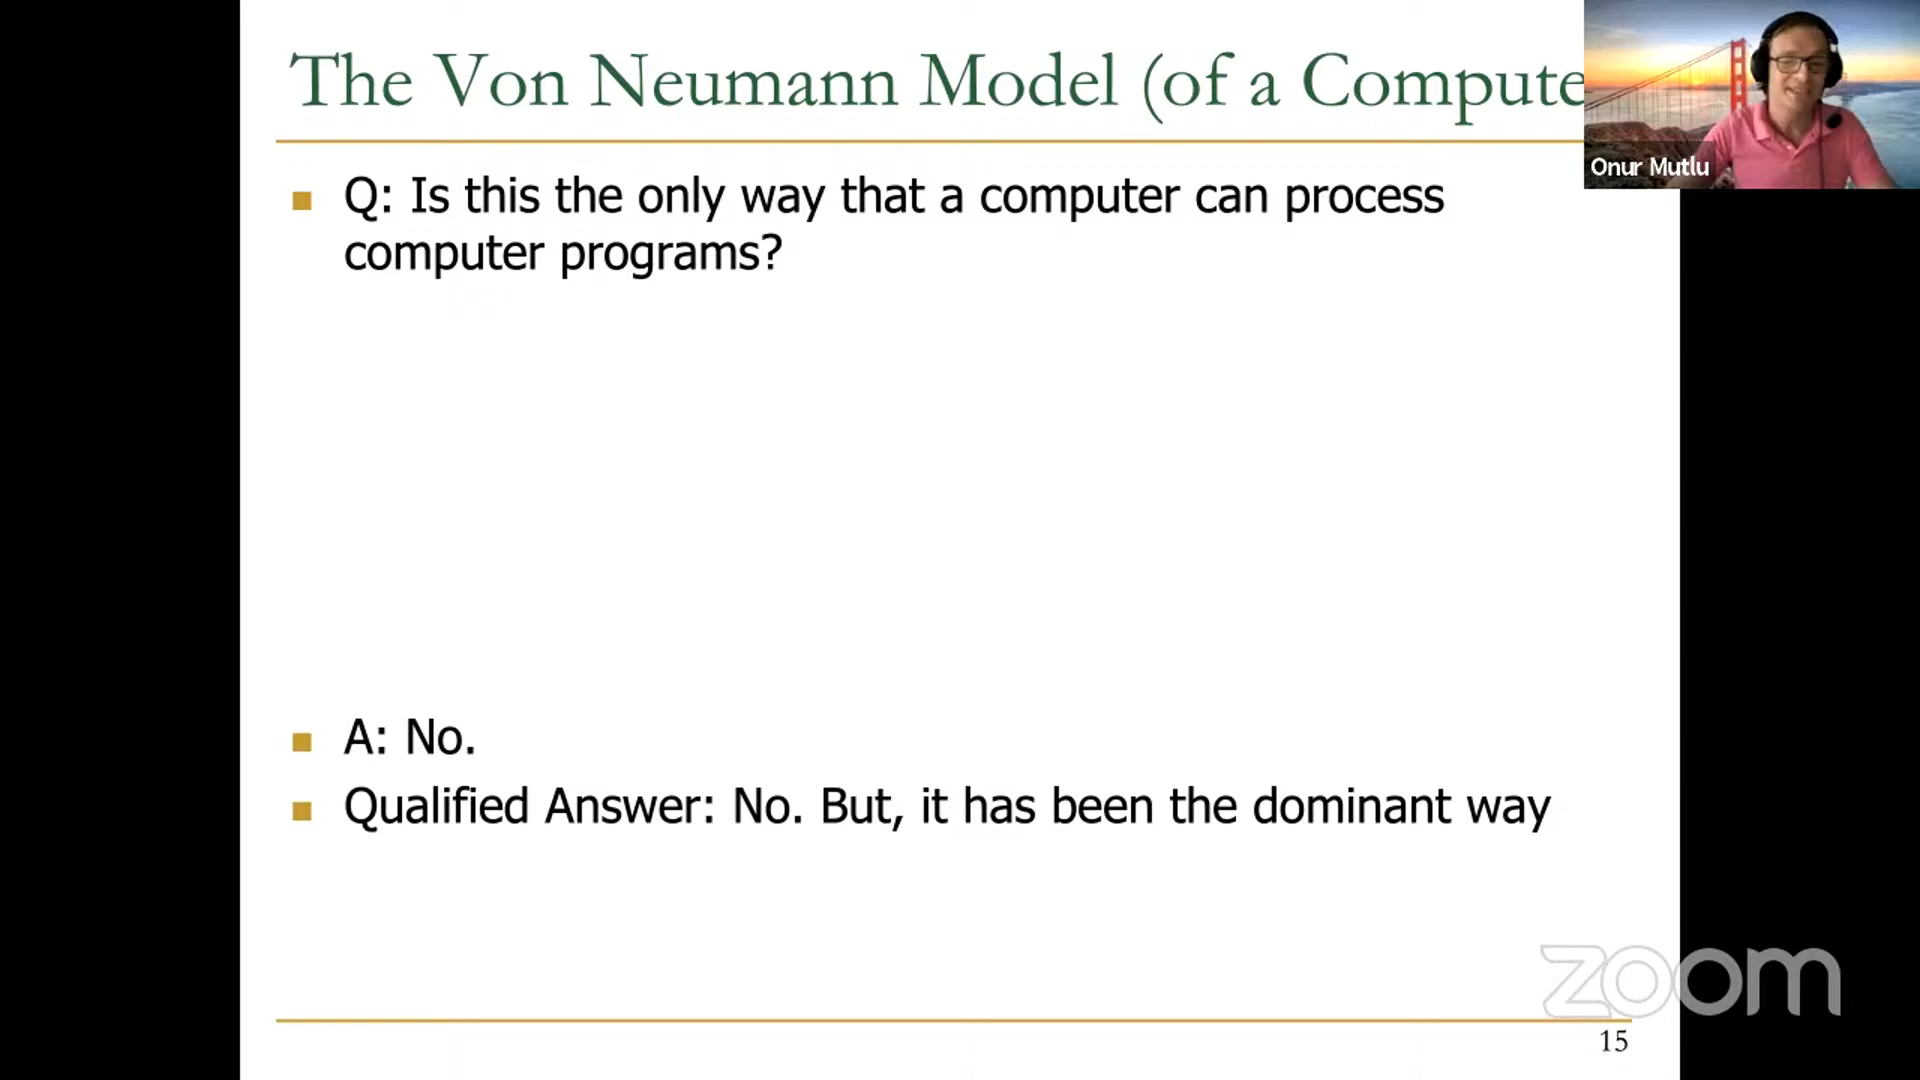 The Von Neumann Model (of a Compute
Onur Mutlu
Q: Is this the only way that a computer can process
computer programs?
A: No.
Qualified Answer: No. But, it has been the dominant way
zoom
15